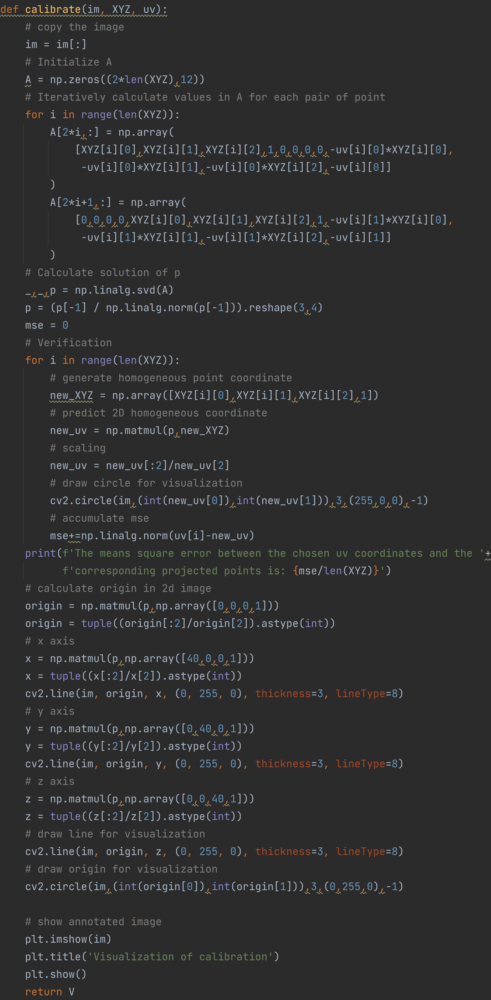 def calibrate(im, XYZ, uv):
    # copy the image
    im = im[:]
    # Initialize A
    A = np.zeros((2*len(XYZ),12))
    # Iteratively calculate values in A for each pair of point
    for i in range(len(XYZ)):
        A[2*i,:] = np.array(
            [XYZ[i][0],XYZ[i][1],XYZ[i][2],1,0,0,0,0,-uv[i][0]*XYZ[i][0],
             -uv[i][0]*XYZ[i][1],-uv[i][0]*XYZ[i][2],-uv[i][0]]
        )
        A[2*i+1,:] = np.array(
            [0,0,0,0,XYZ[i][0],XYZ[i][1],XYZ[i][2],1,-uv[i][1]*XYZ[i][0],
             -uv[i][1]*XYZ[i][1],-uv[i][1]*XYZ[i][2],-uv[i][1]]
        )
    # Calculate solution of p
    _,_,p = np.linalg.svd(A)
    p = (p[-1] / np.linalg.norm(p[-1])).reshape(3,4)
    mse = 0
    # Verification
    for i in range(len(XYZ)):
        # generate homogeneous point coordinate
        new_XYZ = np.array([XYZ[i][0],XYZ[i][1],XYZ[i][2],1])
        # predict 2D homogeneous coordinate
        new_uv = np.matmul(p,new_XYZ)
        # scaling
        new_uv = new_uv[:2]/new_uv[2]
        # draw circle for visualization
        cv2.circle(im,(int(new_uv[0]),int(new_uv[1])),3,(255,0,0),-1)
        # accumulate mse
        mse+=np.linalg.norm(uv[i]-new_uv)
    print(f'The means square error between the chosen uv coordinates and the '+
          f'corresponding projected points is: {mse/len(XYZ)}')
    # calculate origin in 2d image
    origin = np.matmul(p,np.array([0,0,0,1]))
    origin = tuple((origin[:2]/origin[2]).astype(int))
    # x axis
    x = np.matmul(p,np.array([40,0,0,1]))
    x = tuple((x[:2]/x[2]).astype(int))
    cv2.line(im, origin, x, (0, 255, 0), thickness=3, lineType=8)
    # y axis
    y = np.matmul(p,np.array([0,40,0,1]))
    y = tuple((y[:2]/y[2]).astype(int))
    cv2.line(im, origin, y, (0, 255, 0), thickness=3, lineType=8)
    # z axis
    z = np.matmul(p,np.array([0,0,40,1]))
    z = tuple((z[:2]/z[2]).astype(int))
    # draw line for visualization
    cv2.line(im, origin, z, (0, 255, 0), thickness=3, lineType=8)
    # draw origin for visualization
    cv2.circle(im,(int(origin[0]),int(origin[1])),3,(0,255,0),-1)

    # show annotated image
    plt.imshow(im)
    plt.title('Visualization of calibration')
    plt.show()
    return V